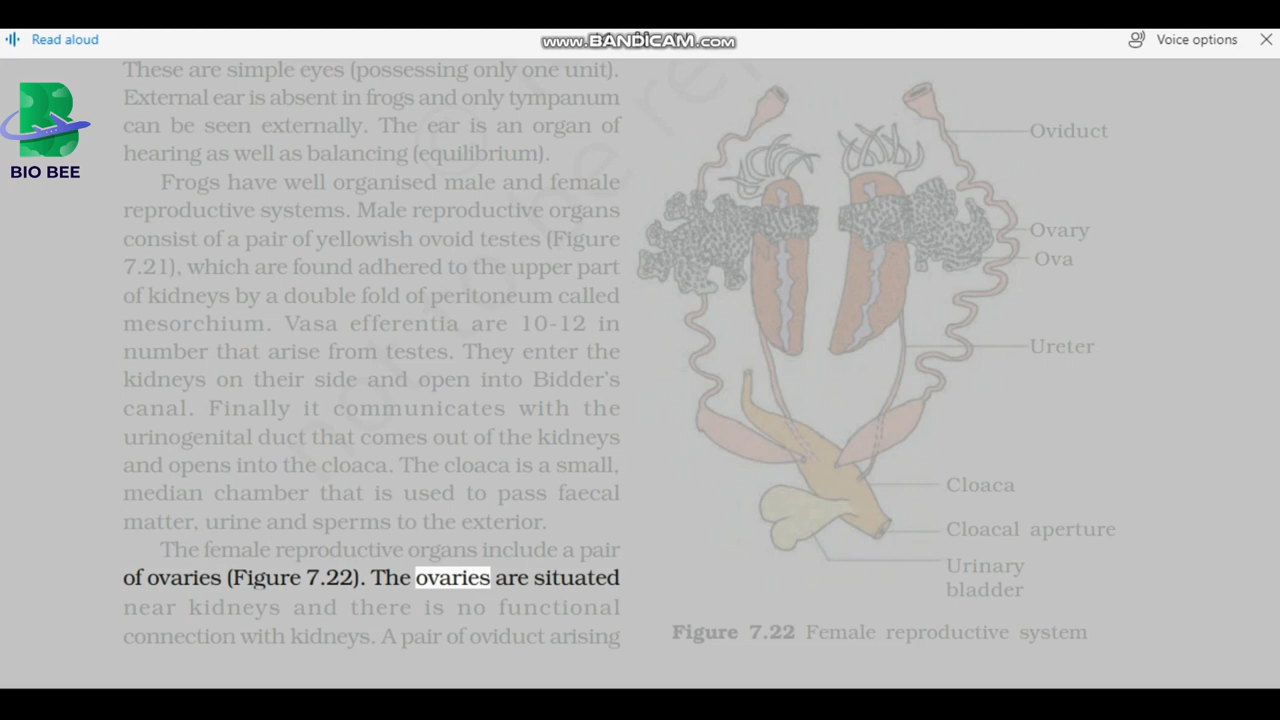 Read aloud
www.BANDICAM.com
Voice options
BIO BEE
These are simple eyes (possessing only one unit).
External ear is absent in frogs and only tympanum
can be seen externally. The ear is an organ of
hearing as well as balancing (equilibrium).
Frogs have well organised male and female
reproductive systems. Male reproductive organs
consist of a pair of yellowish ovoid testes (Figure
7.21), which are found adhered to the upper part
of kidneys by a double fold of peritoneum called
mesorchium. Vasa efferentia are 10-12 in
number that arise from testes. They enter the
kidneys on their side and open into Bidder's
canal. Finally it communicates with the
urinogenital duct that comes out of the kidneys
and opens into the cloaca. The cloaca is a small,
median chamber that is used to pass faecal
matter, urine and sperms to the exterior.
The female reproductive organs include a pair
of ovaries (Figure 7.22). The ovaries are situated
near kidneys and there is no functional
connection with kidneys. A pair of oviduct arising
Oviduct
Ovary
Ova
Ureter
Cloaca
Cloacal aperture
Urinary
bladder
Figure 7.22 Female reproductive system